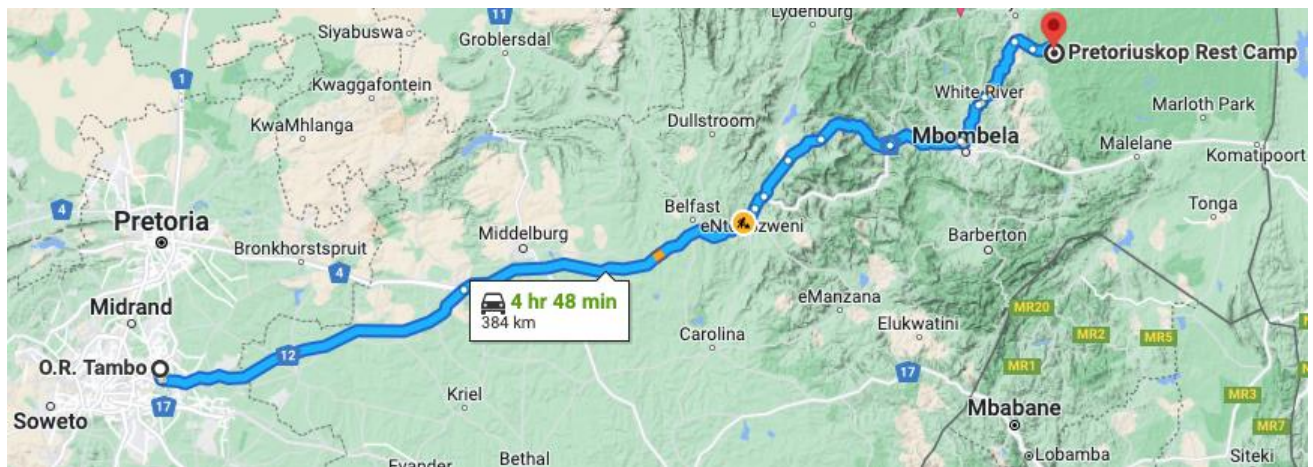 Lydenburg
11
Siyabuswa
Groblersdal
Pretoriuskop Rest Camp
1
Kwaggafontein
White River
Marloth Park
KwaMhlanga
Dullstroom
Mbombela
Malelane
Komatipoort
4
Pretoria
Belfast
Tonga
Bronkhorstspruit
4
Middelburg
Barberton
4 hr 48 min
384 km
Midrand
eManzana
MR20
Elukwatini
MR2
MR5
12
Carolina
O.R. Tambo
MR1
17
Kriel
17
MR3
Soweto
Mbabane
MR7
Bethal
Lobamba
Siteki